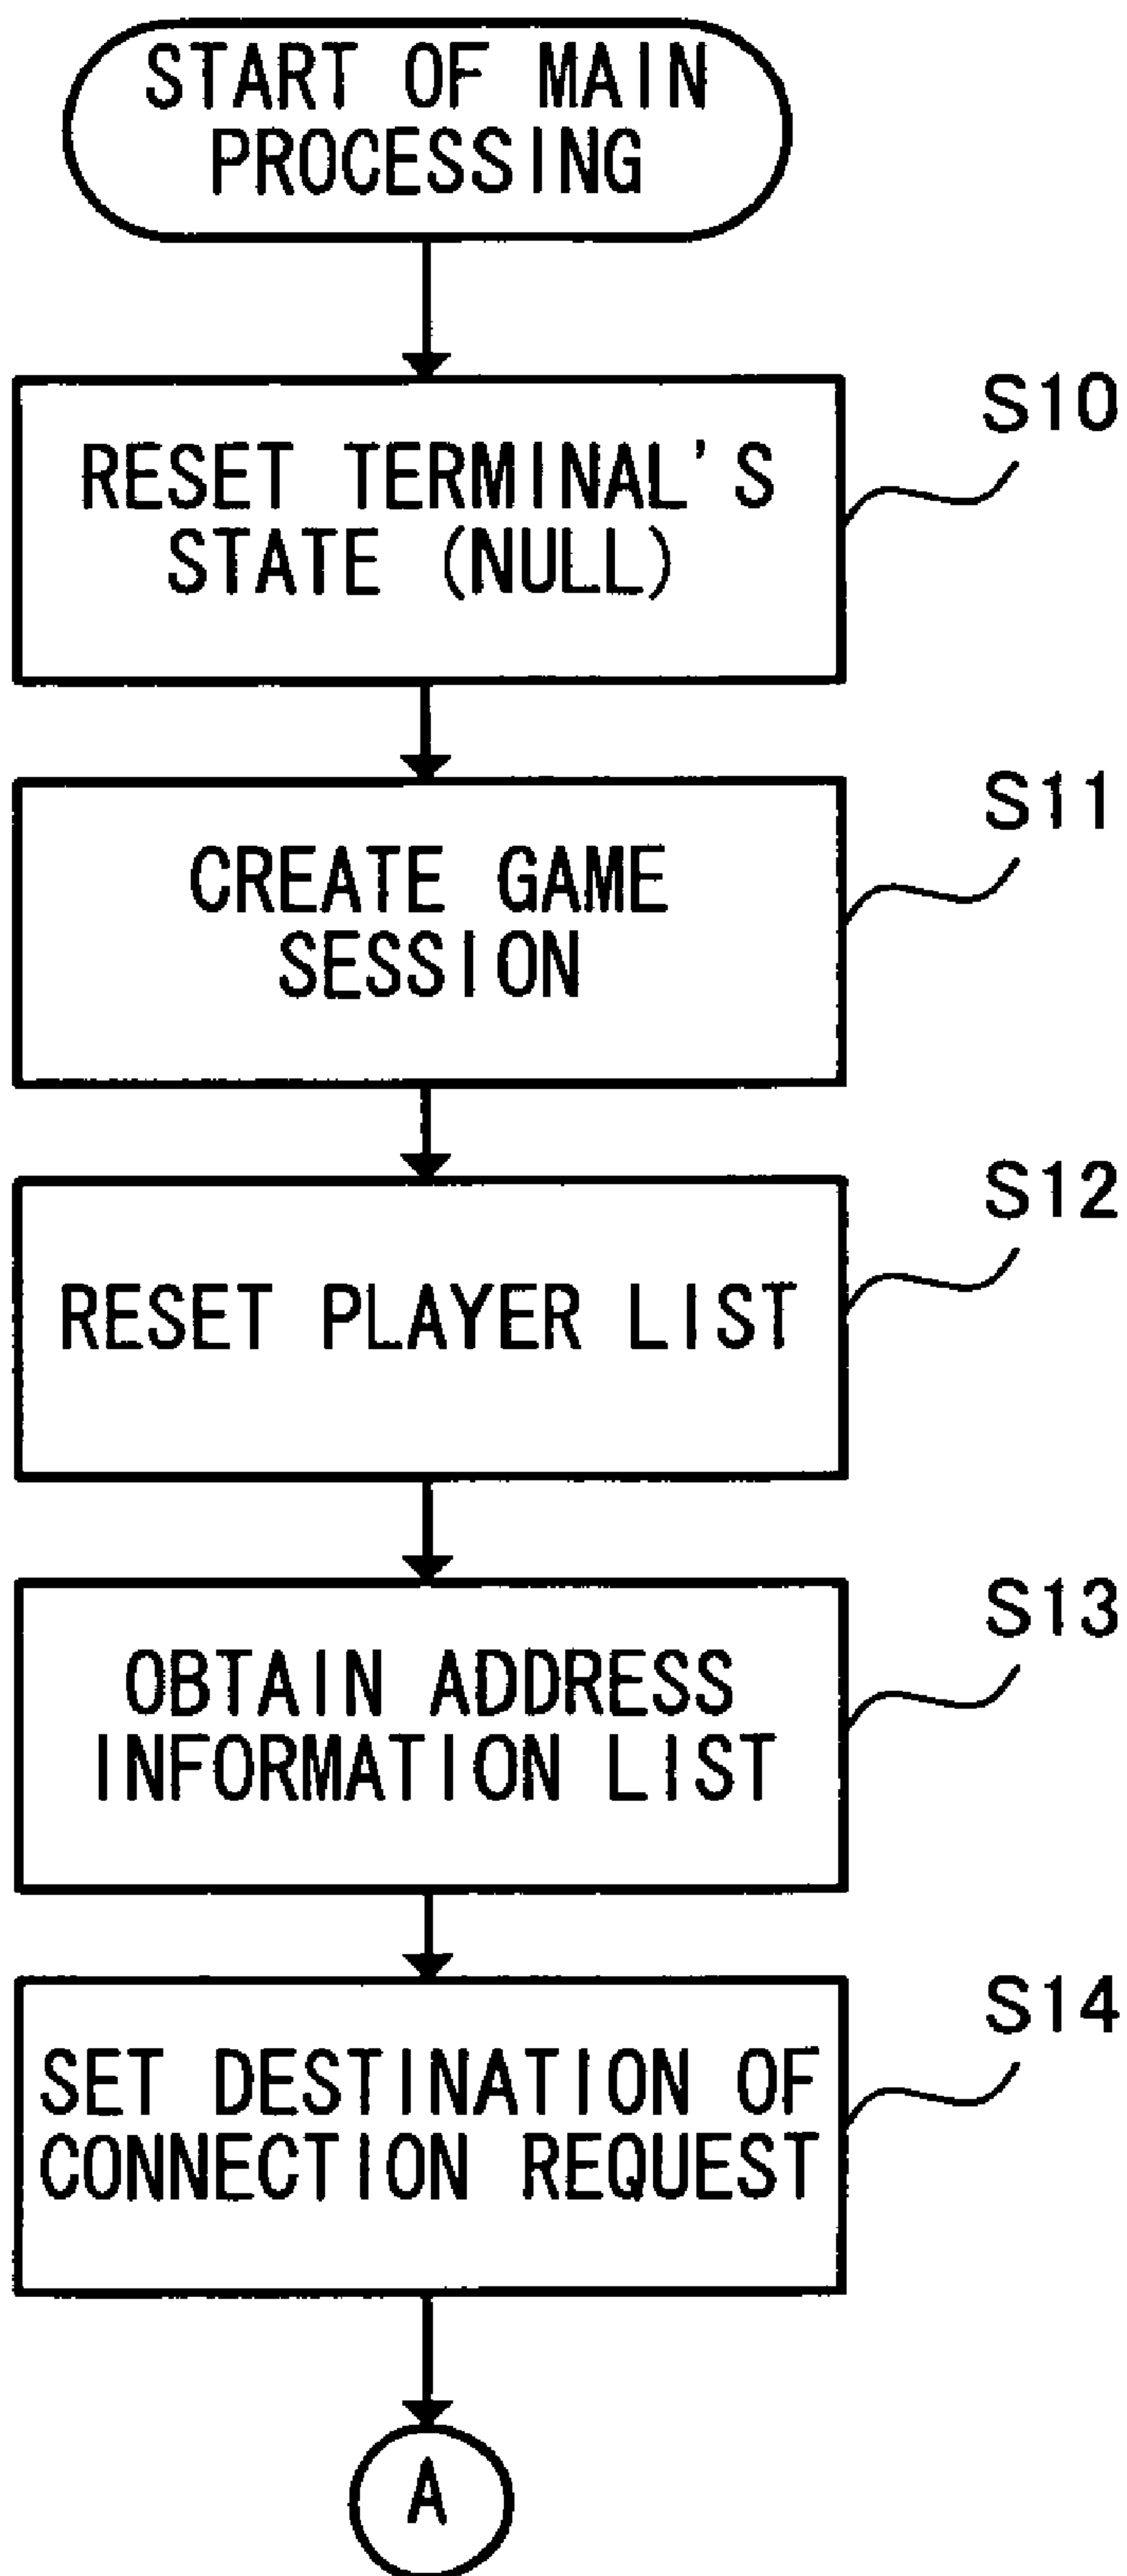 START OF MAIN
PROCESSING
S10
RESET TERMINAL'S
STATE (NULL)
S11
CREATE GAME
SESSION
S12
RESET PLAYER LIST
S13
OBTAIN ADDRESS
INFORMATION LIST
S14
SET DESTINATION OF
CONNECTION REQUEST
A